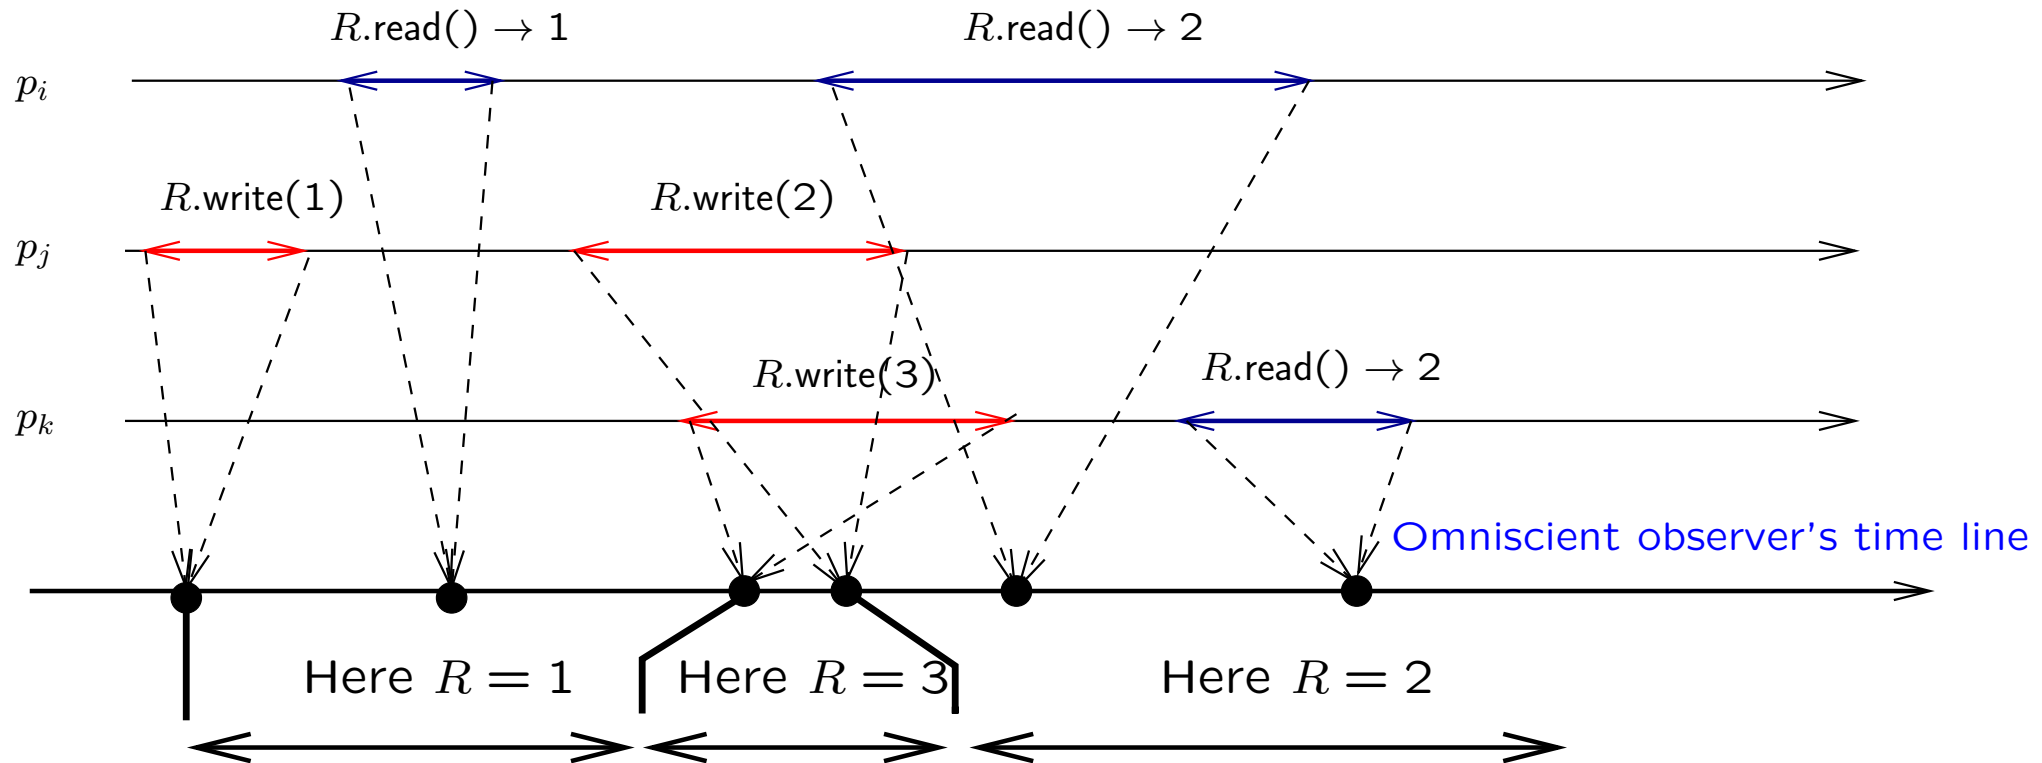 R.read() → 1
R.read() → 2
p_i
R.write(1)
R.write(2)
p_j
R.write(3)
R.read() → 2
p_k
Omniscient observer's time line
Here R = 1
Here R = 3
Here R = 2